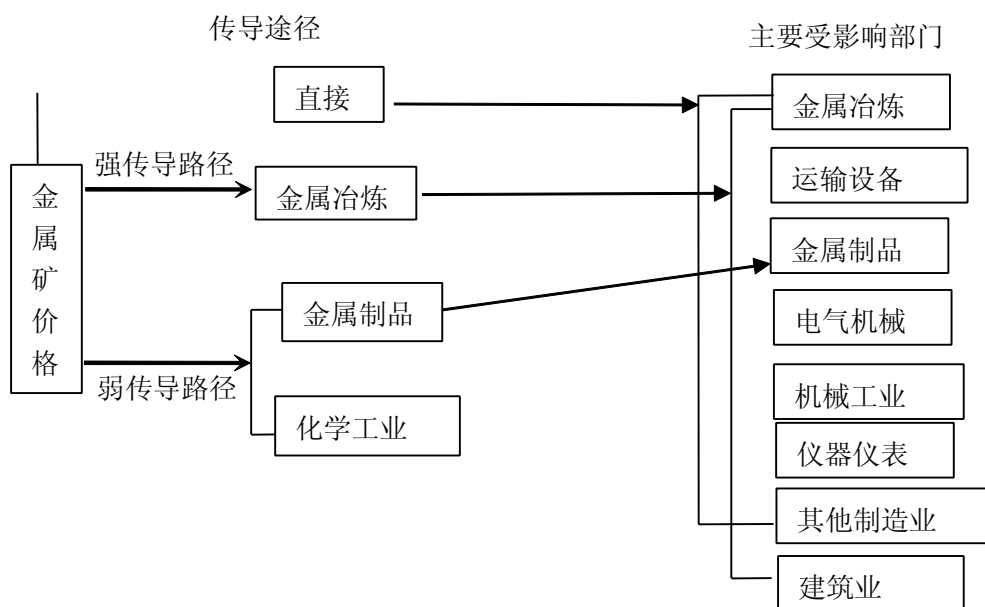 传导途径
主要受影响部门
直接
金属冶炼
强传导路径
运输设备
金属矿价格
金属冶炼
金属制品
金属制品
电气机械
弱传导路径
机械工业
化学工业
仪器仪表
其他制造业
建筑业